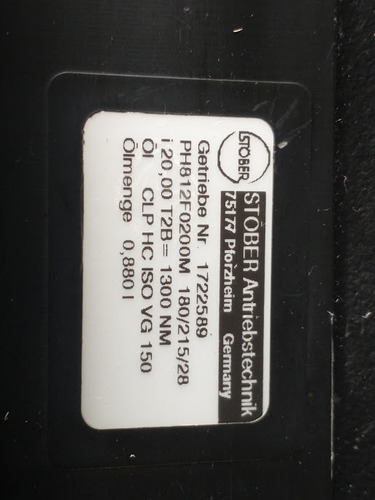 STÖBER
STÖBER Antriebstechnik
75177 Pforzheim Germany
Getriebe Nr. 1722589
PH812F0200M 180/215/28
i 20,00 T2B= 1300 NM
Öl CLP HC ISO VG 150
Ölmenge 0,880 l